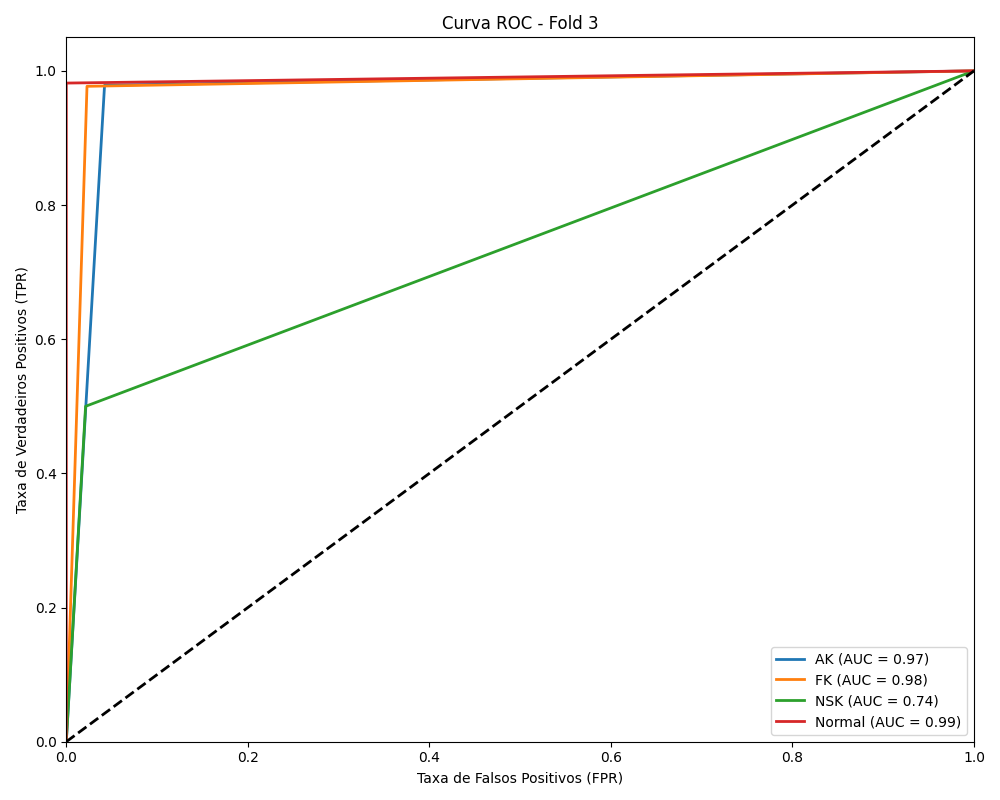 Curva ROC - Fold 3
Taxa de Verdadeiros Positivos (TPR)
1.0
0.8
0.6
0.4
0.2
0.0
0.0 0.2 0.4 0.6 0.8 1.0
Taxa de Falsos Positivos (FPR)
AK (AUC = 0.97)
FK (AUC = 0.98)
NSK (AUC = 0.74)
Normal (AUC = 0.99)